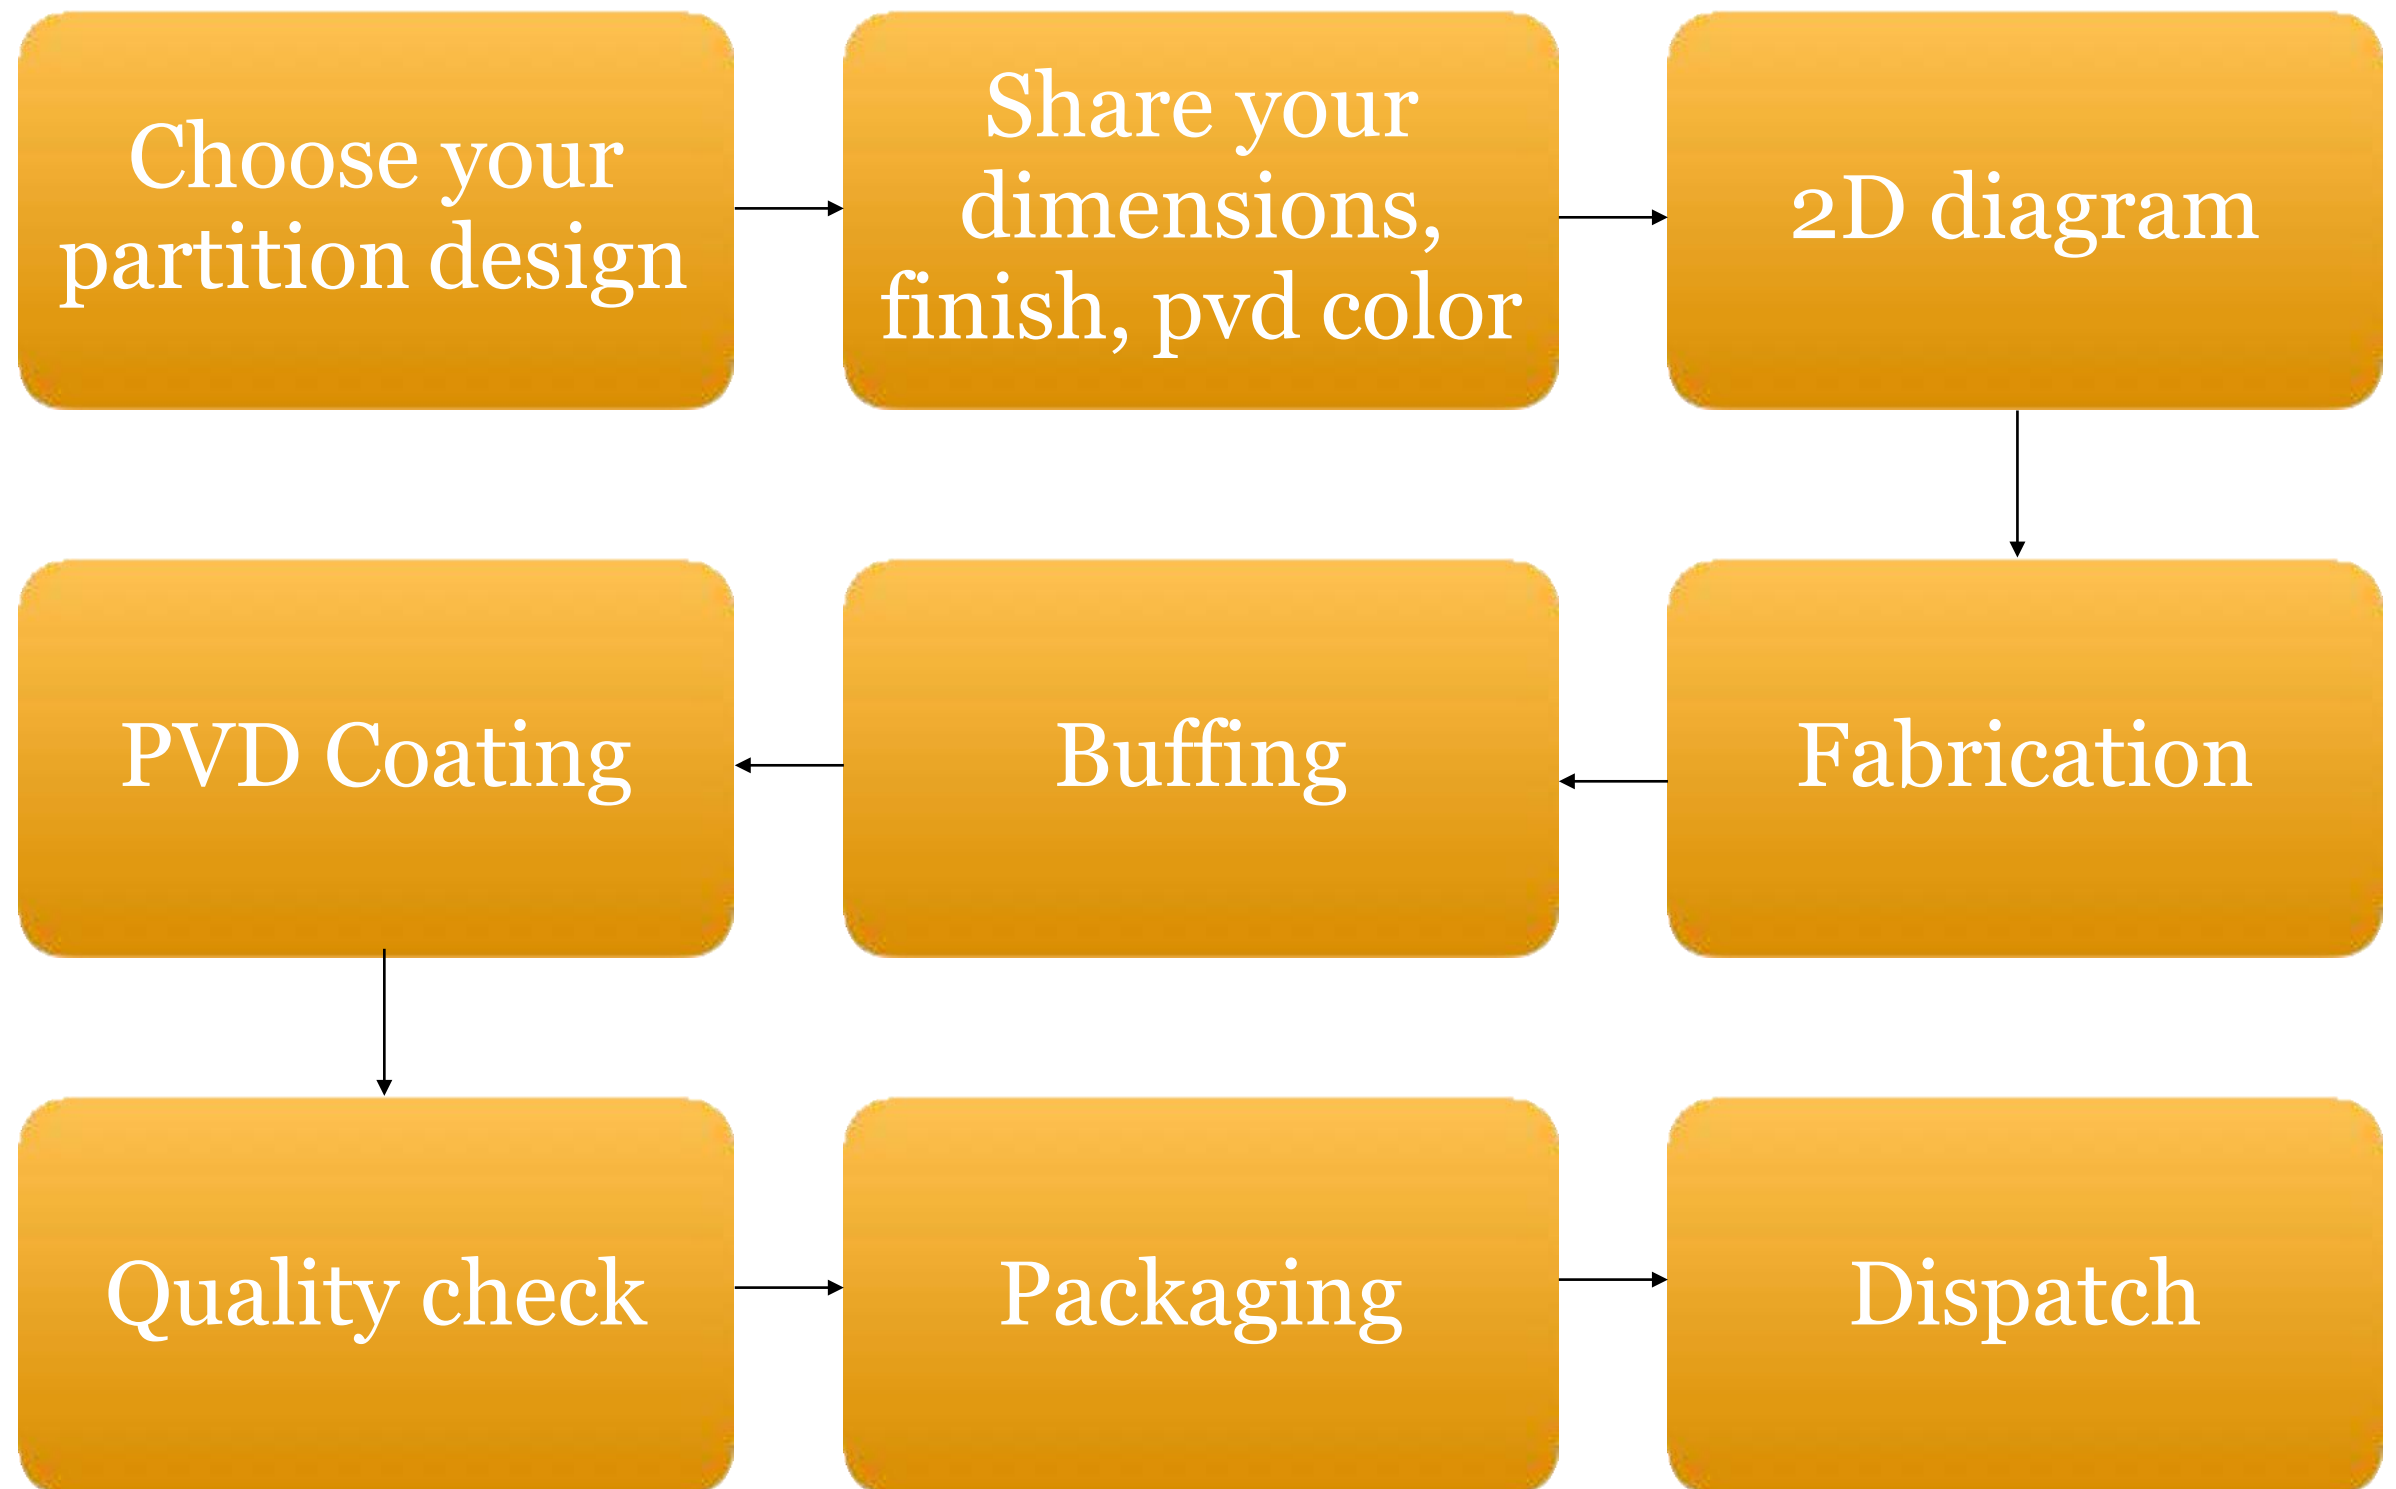 Choose your
partition design
Share your
dimensions,
finish, pvd color
2D diagram
Fabrication
Buffing
PVD Coating
Quality check
Packaging
Dispatch